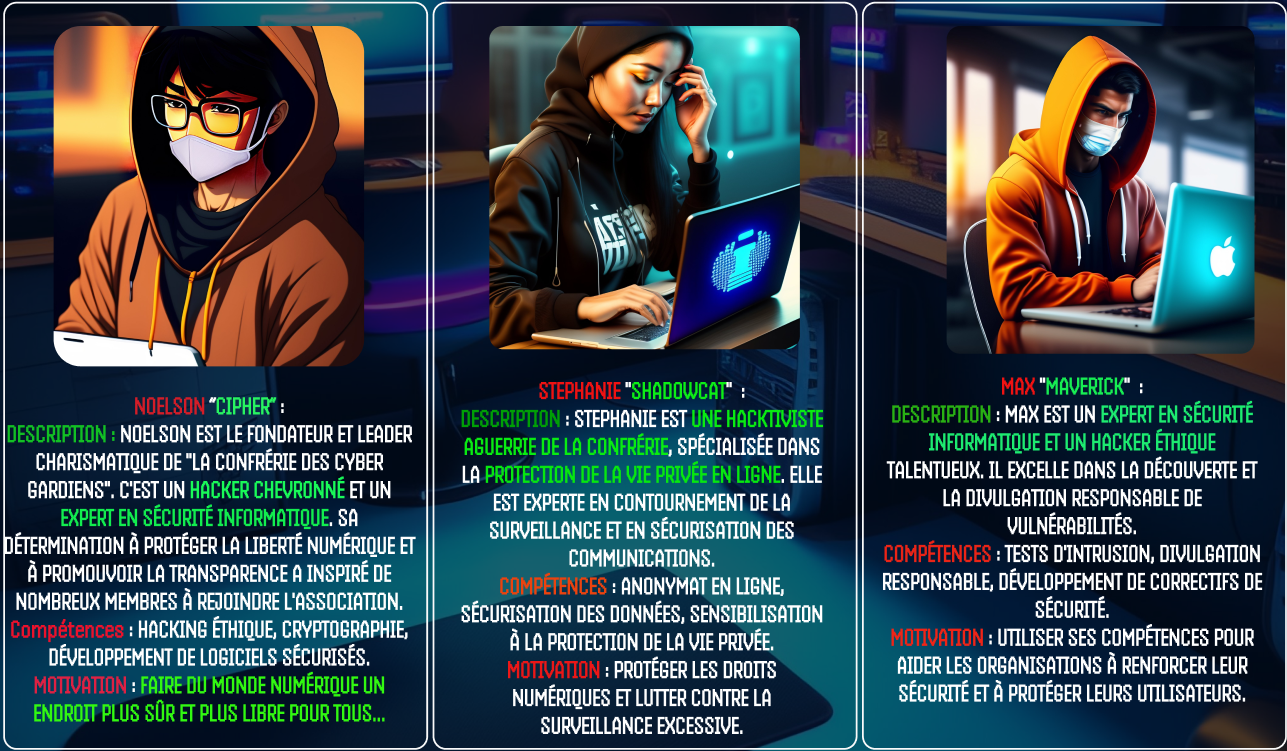 NOELSON "CIPHER" :
DESCRIPTION : NOELSON EST LE FONDATEUR ET LEADER
CHARISMATIQUE DE "LA CONFRÉRIE DES CYBER
GARDIENS". C'EST UN HACKER CHEVRONNÉ ET UN
EXPERT EN SÉCURITÉ INFORMATIQUE. SA
DÉTERMINATION À PROTÉGER LA LIBERTÉ NUMÉRIQUE ET
À PROMOUVOIR LA TRANSPARENCE A INSPIRÉ DE
NOMBREUX MEMBRES À REJOINDRE L'ASSOCIATION.
Compétences : HACKING ÉTHIQUE, CRYPTOGRAPHIE,
DÉVELOPPEMENT DE LOGICIELS SÉCURISÉS.
MOTIVATION : FAIRE DU MONDE NUMÉRIQUE UN
ENDROIT PLUS SÛR ET PLUS LIBRE POUR TOUS...
STEPHANIE "SHADOWCAT" :
DESCRIPTION : STEPHANIE EST UNE HACKTIVISTE
AGUERRIE DE LA CONFRÉRIE, SPÉCIALISÉE DANS
LA PROTECTION DE LA VIE PRIVÉE EN LIGNE. ELLE
EST EXPERTE EN CONTOURNEMENT DE LA
SURVEILLANCE ET EN SÉCURISATION DES
COMMUNICATIONS.
COMPÉTENCES : ANONYMAT EN LIGNE,
SÉCURISATION DES DONNÉES, SENSIBILISATION
À LA PROTECTION DE LA VIE PRIVÉE.
MOTIVATION : PROTÉGER LES DROITS
NUMÉRIQUES ET LUTTER CONTRE LA
SURVEILLANCE EXCESSIVE.
MAX "MAVERICK" :
DESCRIPTION : MAX EST UN EXPERT EN SÉCURITÉ
INFORMATIQUE ET UN HACKER ÉTHIQUE
TALENTUEUX. IL EXCELLE DANS LA DÉCOUVERTE ET
LA DIVULGATION RESPONSABLE DE
VULNÉRABILITÉS.
COMPÉTENCES : TESTS D'INTRUSION, DIVULGATION
RESPONSABLE, DÉVELOPPEMENT DE CORRECTIFS DE
SÉCURITÉ.
MOTIVATION : UTILISER SES COMPÉTENCES POUR
AIDER LES ORGANISATIONS À RENFORCER LEUR
SÉCURITÉ ET À PROTÉGER LEURS UTILISATEURS.